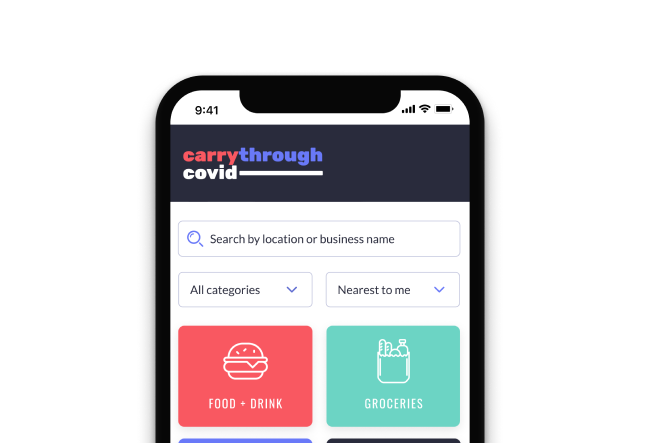 9:41
carrythrough
covid
Search by location or business name
All categories
Nearest to me
FOOD + DRINK
GROCERIES